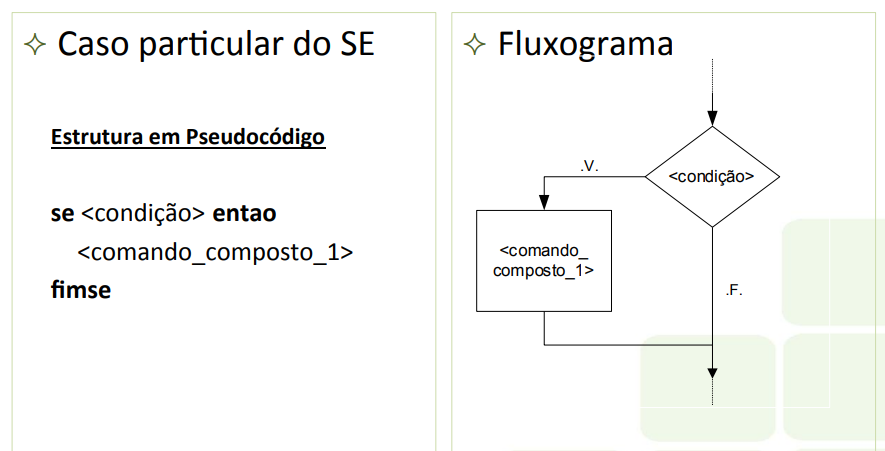 Caso particular do SE
Estrutura em Pseudocódigo
se <condição> entao
<comando_composto_1>
fimse
Fluxograma
<condição>
.V.
<comando_
composto_1>
.F.